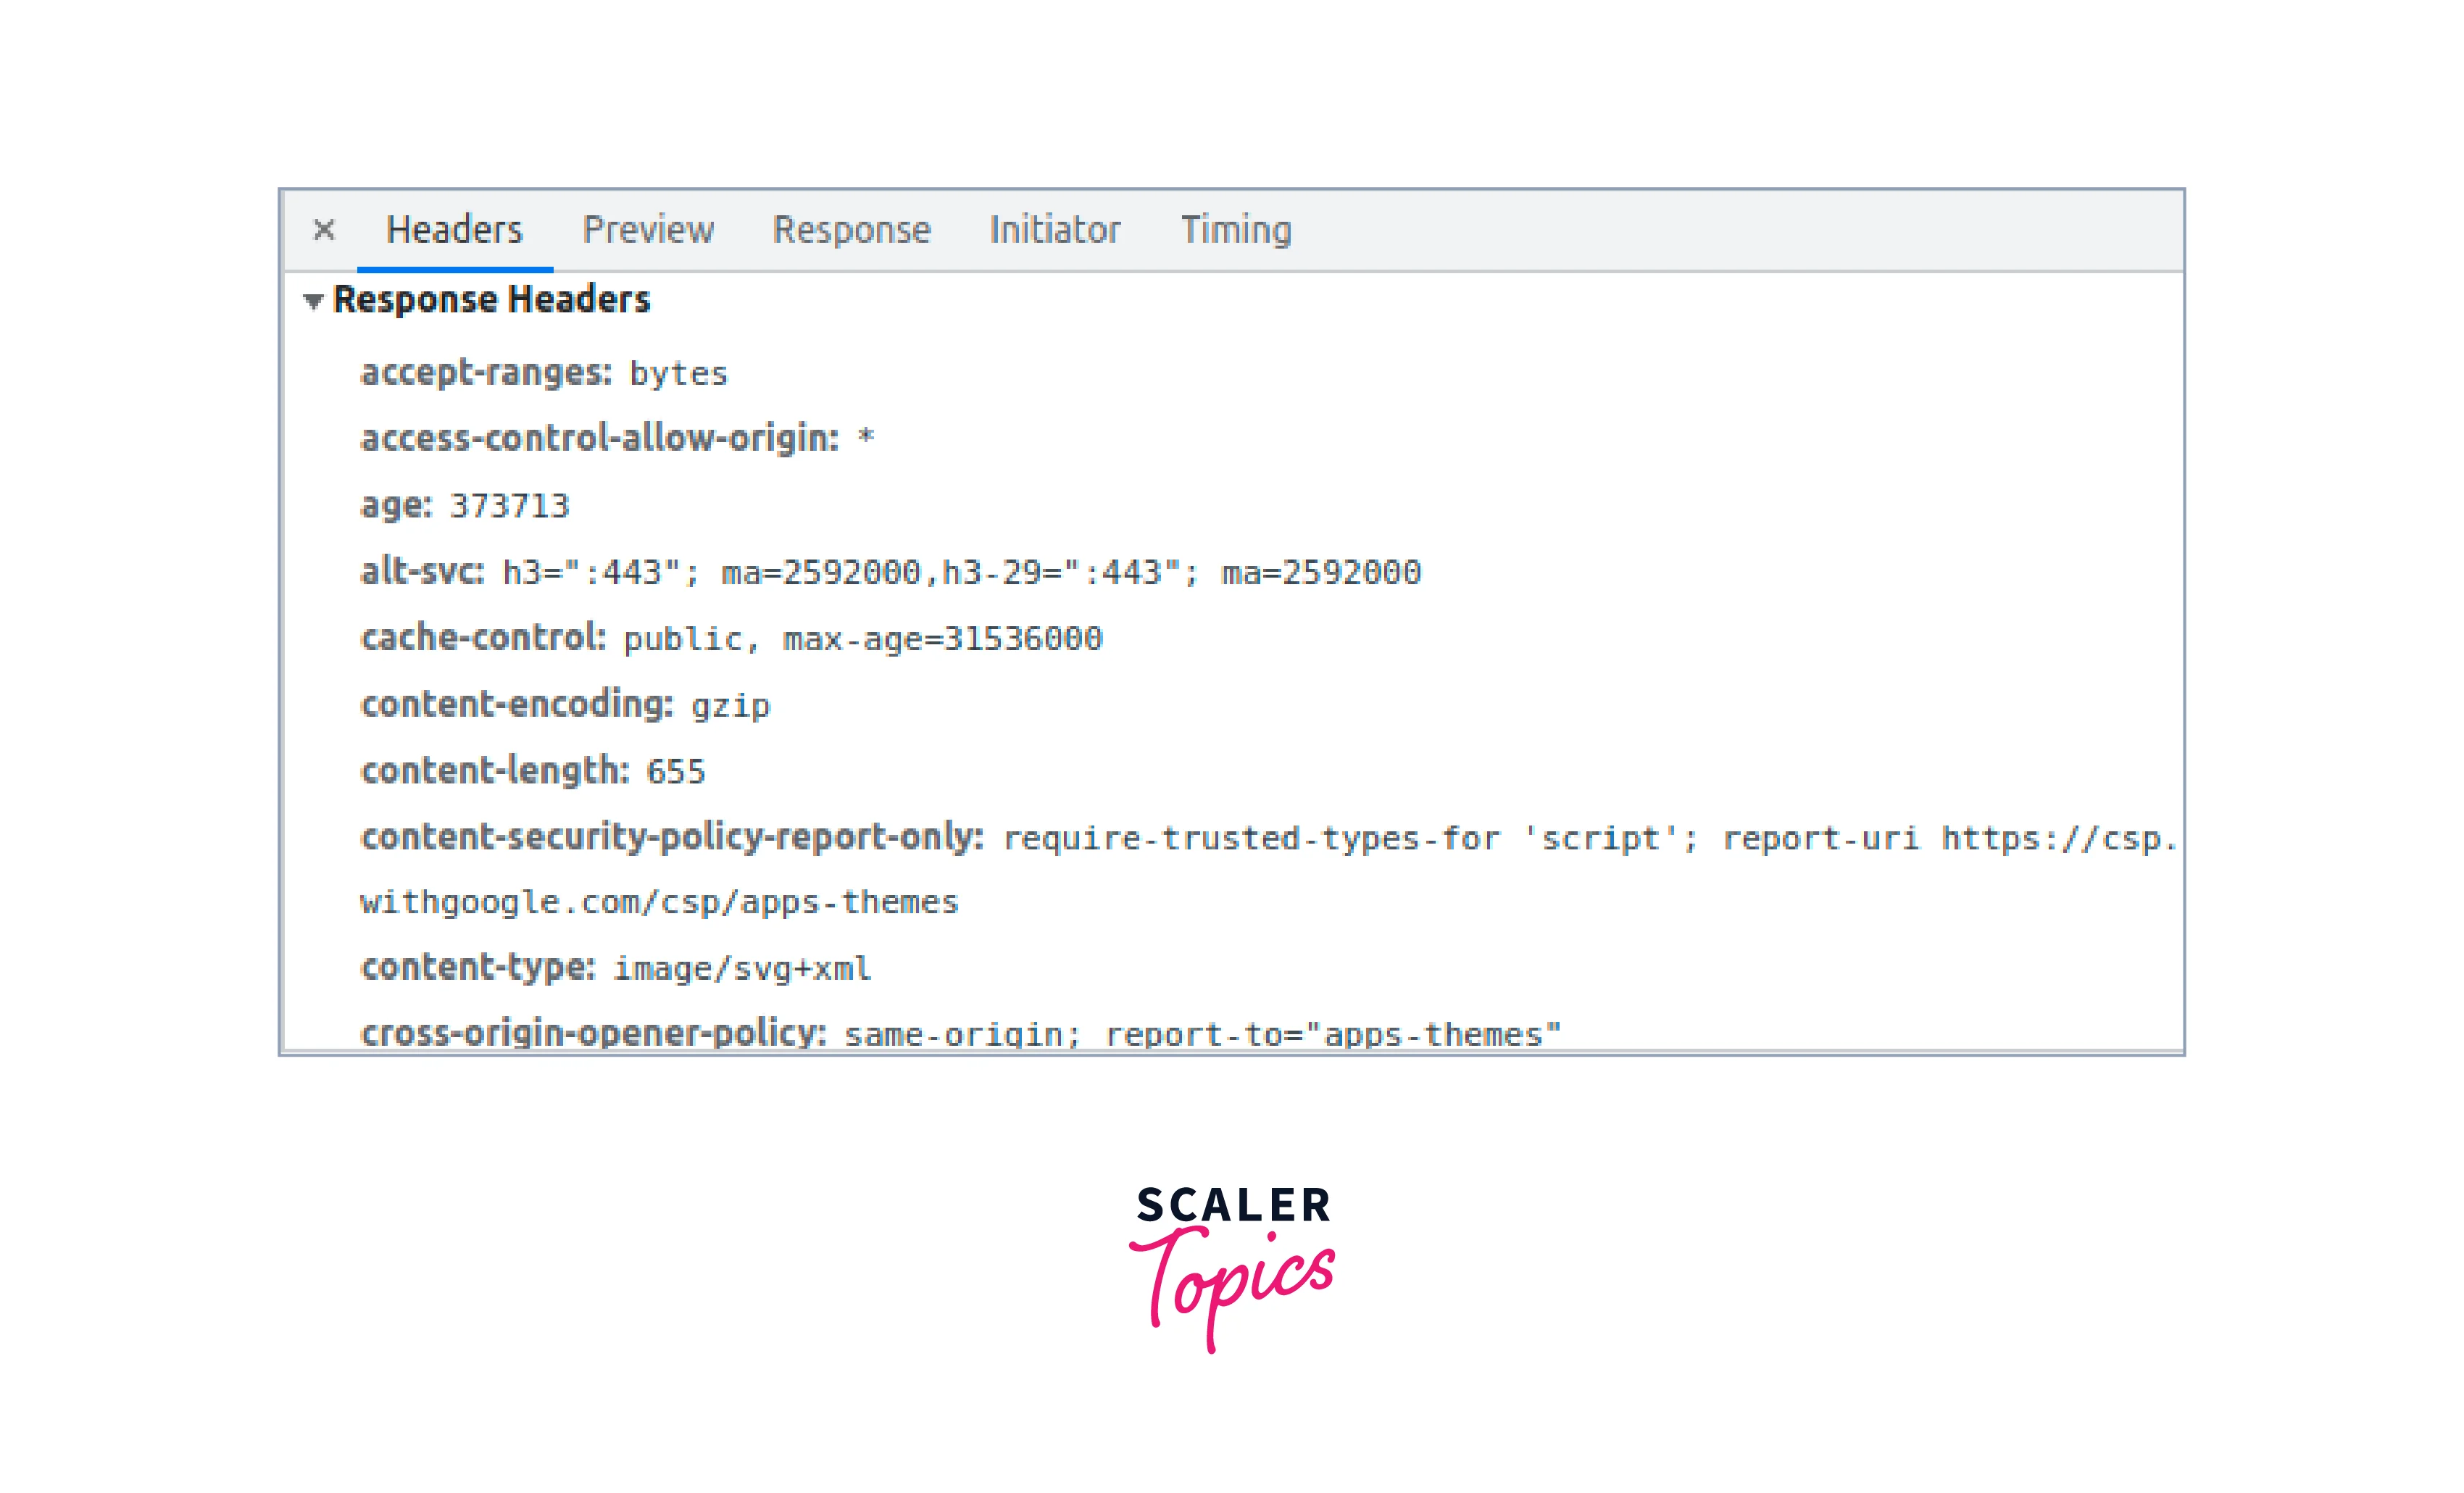 × Headers Preview Response Initiator Timing
▼ Response Headers
accept-ranges: bytes
access-control-allow-origin: *
age: 373713
alt-svc: h3=":443"; ma=2592000,h3-29=":443"; ma=2592000
cache-control: public, max-age=31536000
content-encoding: gzip
content-length: 655
content-security-policy-report-only: require-trusted-types-for 'script'; report-uri https://csp.
withgoogle.com/csp/apps-themes
content-type: image/svg+xml
cross-origin-opener-policy: same-origin; report-to="apps-themes"
SCALER
Topics